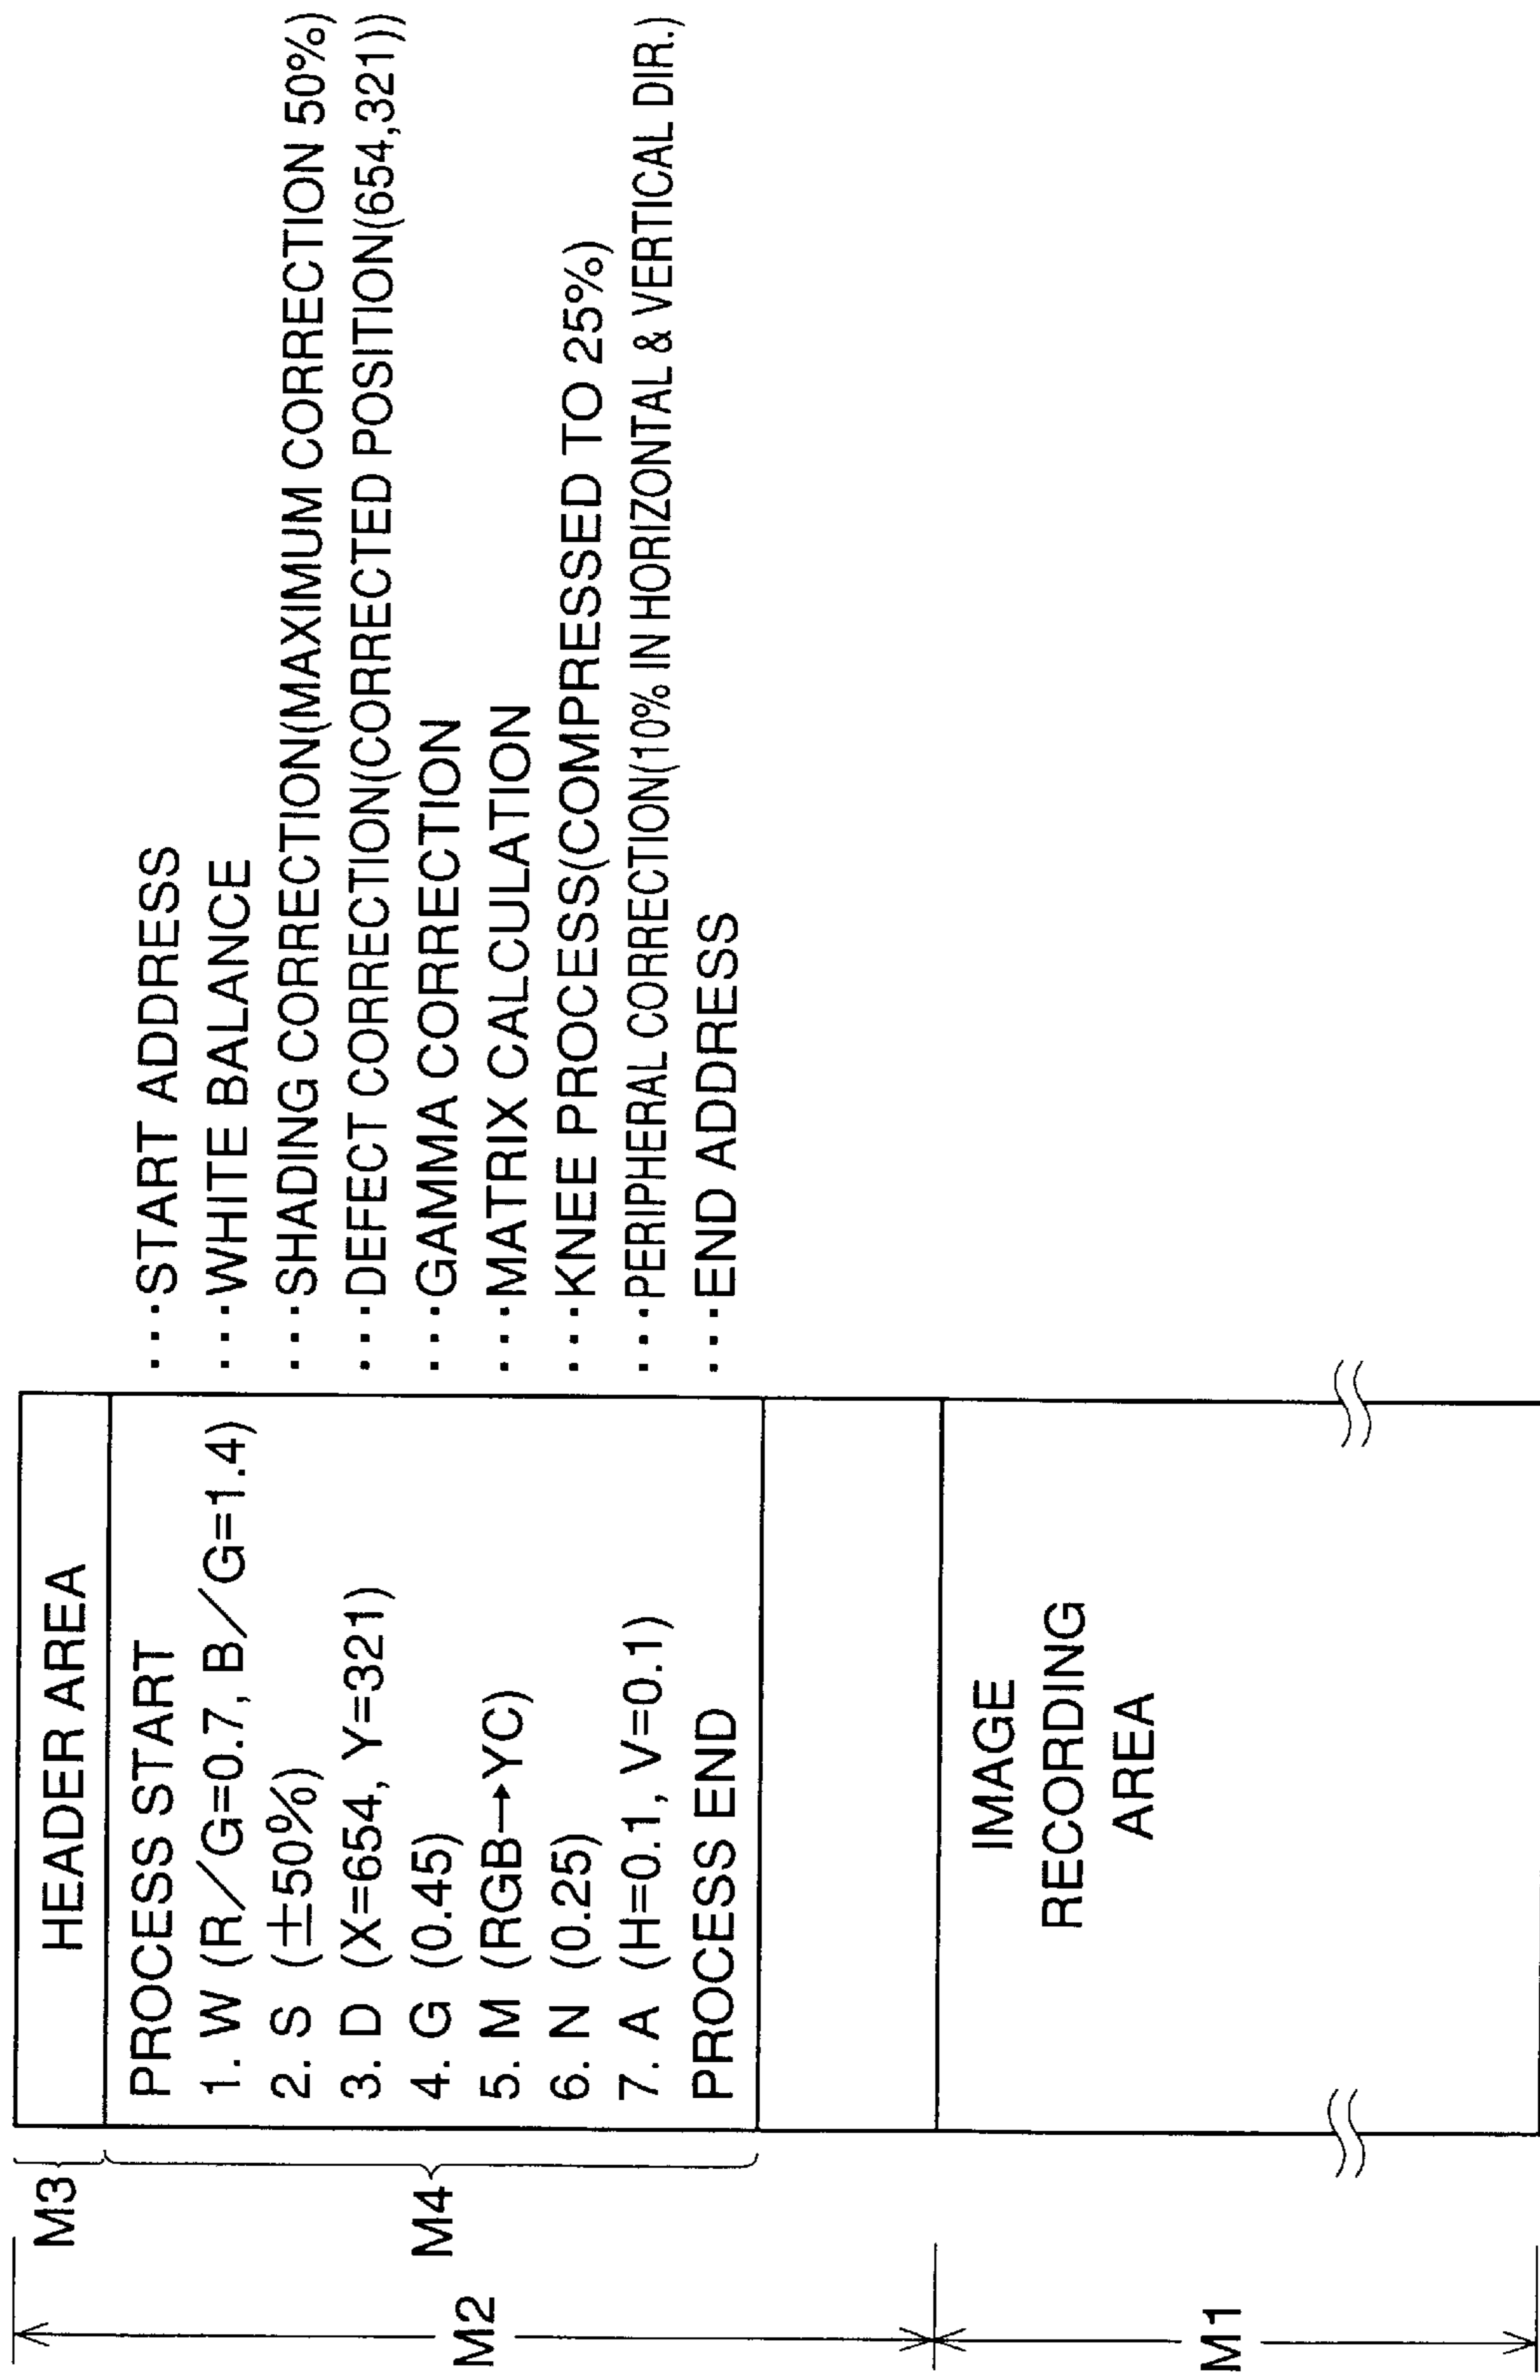 M3
HEADER AREA
PROCESS START
···START ADDRESS
1. W (R/G=0.7, B/G=1.4)
···WHITE BALANCE
2. S (±50%)
···SHADING CORRECTION(MAXIMUM CORRECTION 50%)
3. D (X=654, Y=321)
···DEFECT CORRECTION(CORRECTED POSITION(654,321))
4. G (0.45)
···GAMMA CORRECTION
M4
5. M (RGB→YC)
···MATRIX CALCULATION
M2
6. N (0.25)
···KNEE PROCESS(COMPRESSED TO 25%)
7. A (H=0.1, V=0.1)
···PERIPHERAL CORRECTION(10% IN HORIZONTAL & VERTICAL DIR.)
PROCESS END
···END ADDRESS
IMAGE
RECORDING
AREA
M1